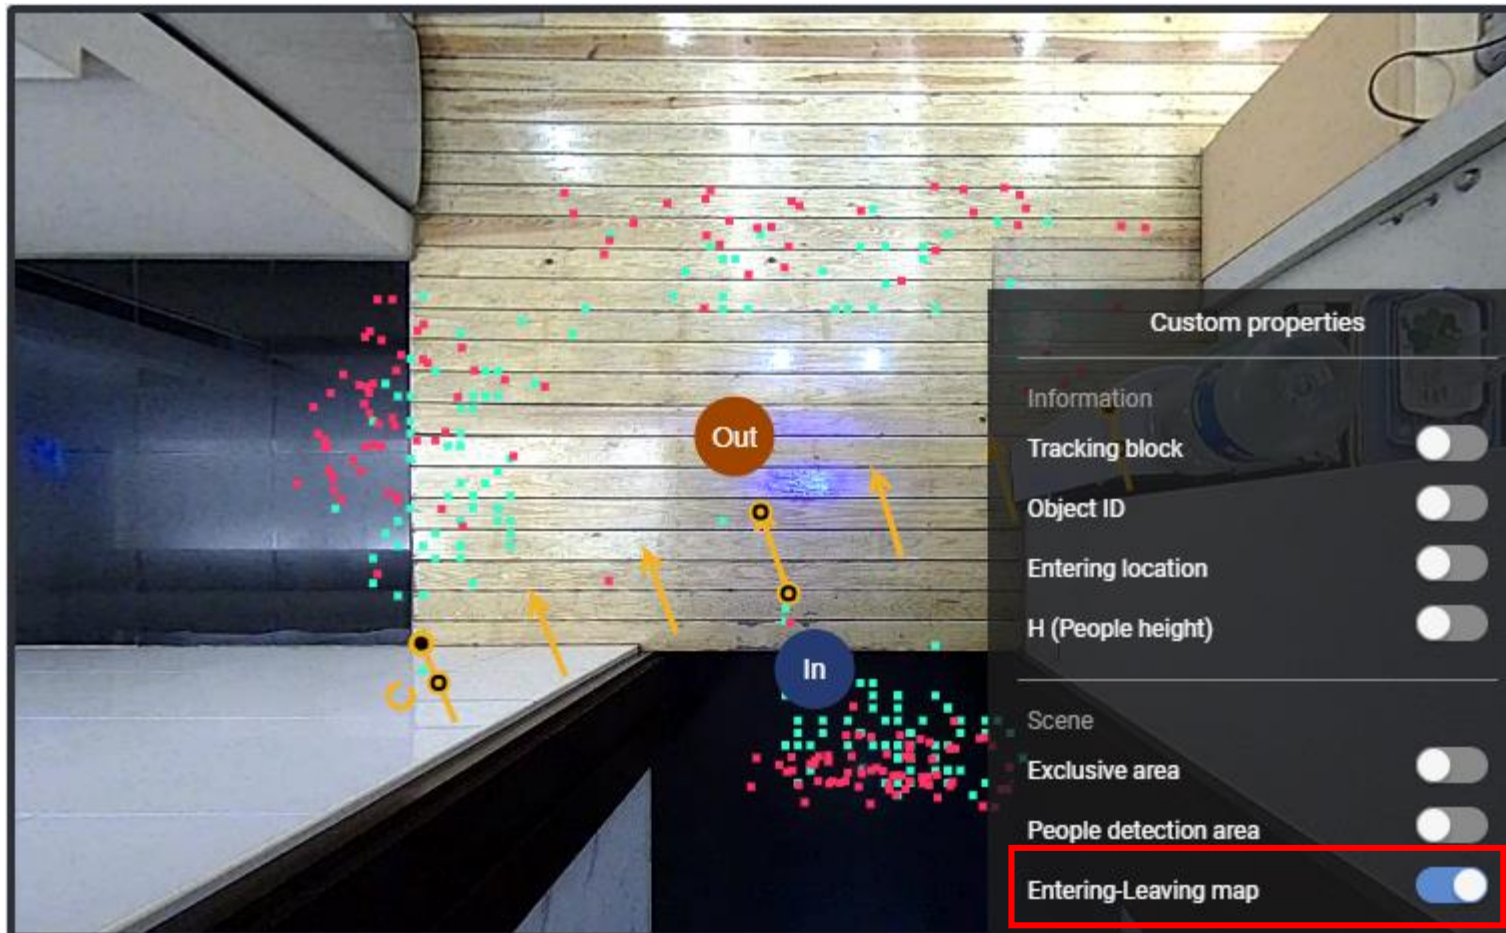 Custom properties
Information
Tracking block
Out
Object ID
Entering location
H (People height)
In
Scene
Exclusive area
People detection area
Entering-Leaving map